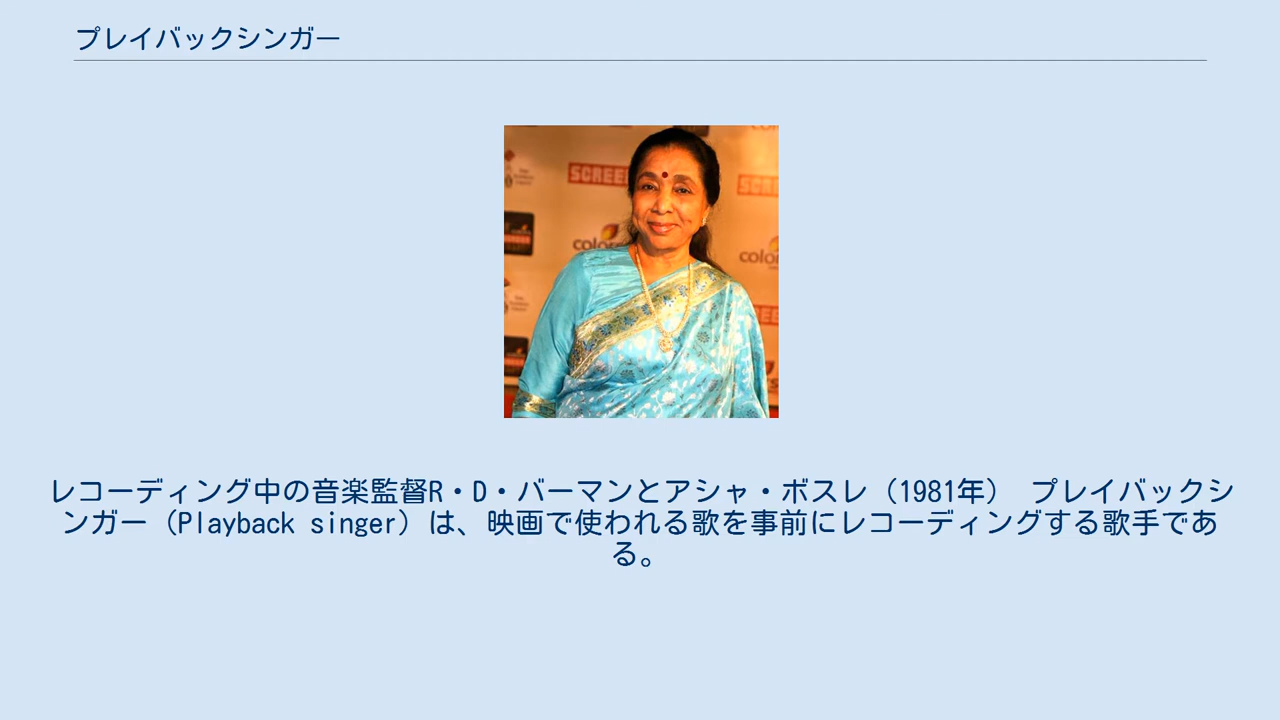 プレイバックシンガー
SCREE
SCRE
colors
color
レコーディング中の音楽監督R・D・バーマンとアシャ・ボスレ（1981年） プレイバックシ
ンガー（Playback singer）は、映画で使われる歌を事前にレコーディングする歌手であ
る。